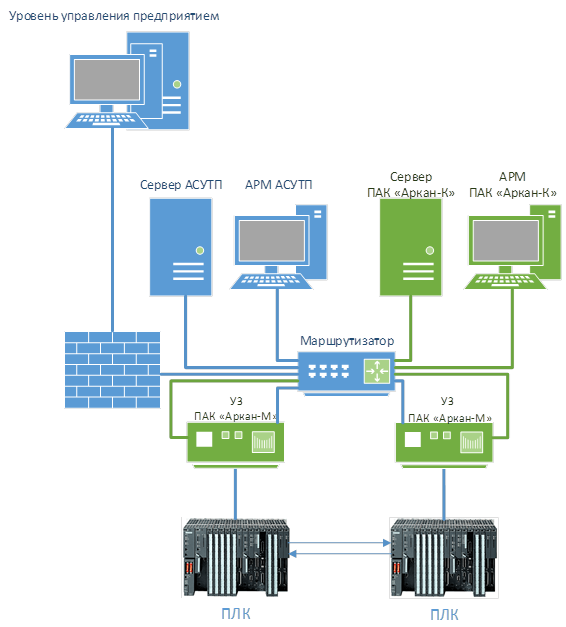 Уровень управления предприятием
Сервер АСУТП
АРМ АСУТП
Сервер
ПАК «Аркан-К»
АРМ
ПАК «Аркан-К»
Маршрутизатор
УЗ
ПАК «Аркан-М»
УЗ
ПАК «Аркан-М»
ПЛК
ПЛК